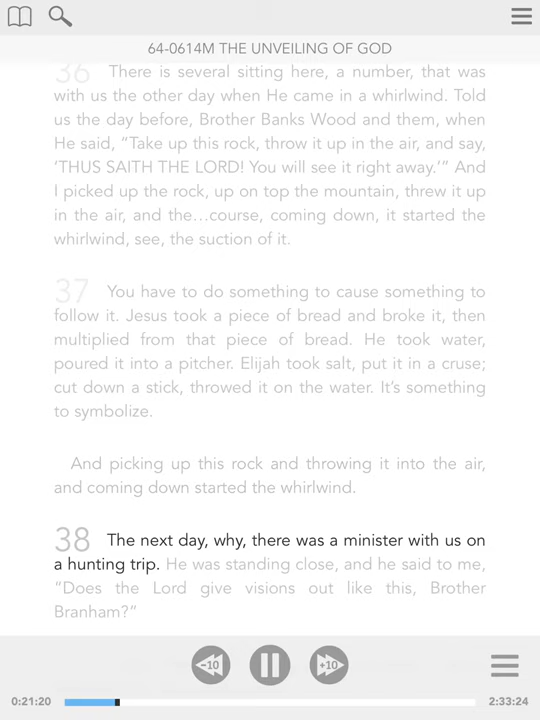 64-0614M THE UNVEILING OF GOD
36 There is several sitting here, a number, that was
with us the other day when He came in a whirlwind. Told
us the day before, Brother Banks Wood and them, when
He said, “Take up this rock, throw it up in the air, and say,
‘THUS SAITH THE LORD! You will see it right away.’” And
I picked up the rock, up on top the mountain, threw it up
in the air, and the…course, coming down, it started the
whirlwind, see, the suction of it.
37 You have to do something to cause something to
follow it. Jesus took a piece of bread and broke it, then
multiplied from that piece of bread. He took water,
poured it into a pitcher. Elijah took salt, put it in a cruse;
cut down a stick, throwed it on the water. It’s something
to symbolize.
And picking up this rock and throwing it into the air,
and coming down started the whirlwind.
38 The next day, why, there was a minister with us on
a hunting trip. He was standing close, and he said to me,
“Does the Lord give visions out like this, Brother
Branham?”
-10 +10
0:21:20 2:33:24